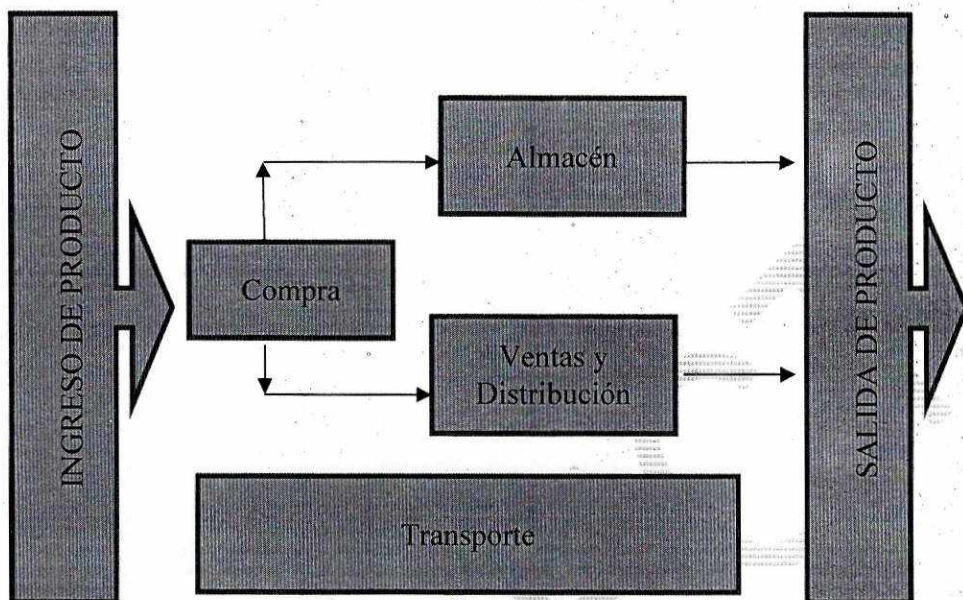 INGRESO DE PRODUCTO
Almacén
Compra
Ventas y
Distribución
Transporte
SALIDA DE PRODUCTO